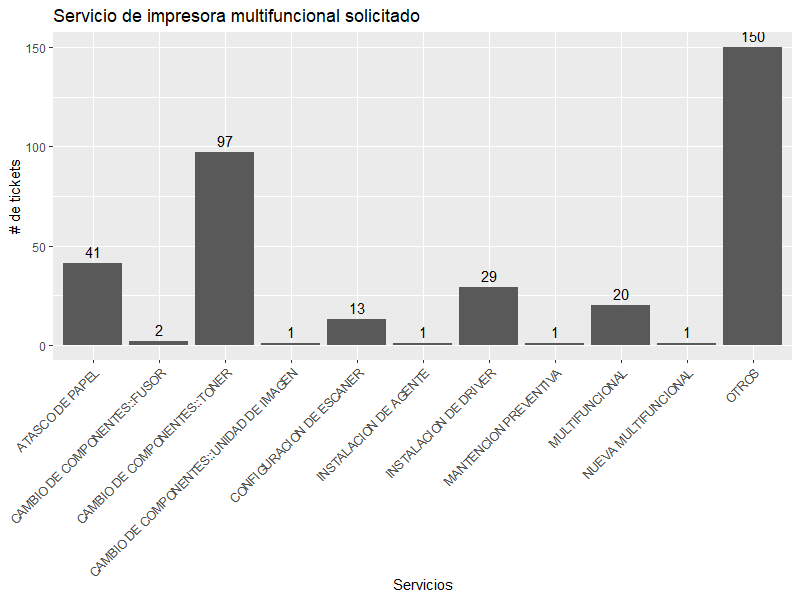 Servicio de impresora multifuncional solicitado
# de tickets
150
100
50
0
41
2
97
1
13
1
29
1
20
1
150
ATASCO DE PAPEL
CAMBIO DE COMPONENTES::FUSOR
CAMBIO DE COMPONENTES::TONER
CAMBIO DE COMPONENTES::UNIDAD DE IMAGEN
CONFIGURACION DE ESCANER
INSTALACION DE AGENTE
INSTALACION DE DRIVER
MANTENCION PREVENTIVA
MULTIFUNCIONAL
NUEVA MULTIFUNCIONAL
OTROS
Servicios